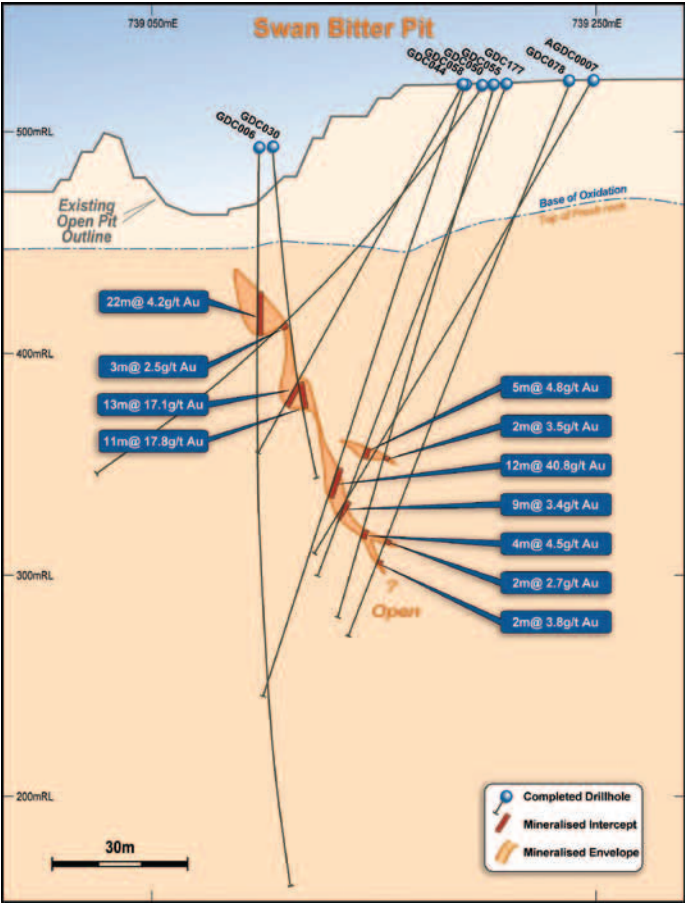 739 050mE
739 250mE
Swan Bitter Pit
GDC044
GDC058
GDC050
GDC055
GDC177
GDC078
AGDC0007
500mRL
GDC006
GDC030
Existing
Open Pit
Outline
Base of Oxidation
Top of Fresh rock
22m@ 4.2g/t Au
400mRL
3m@ 2.5g/t Au
13m@ 17.1g/t Au
11m@ 17.8g/t Au
5m@ 4.8g/t Au
2m@ 3.5g/t Au
12m@ 40.8g/t Au
9m@ 3.4g/t Au
4m@ 4.5g/t Au
2m@ 2.7g/t Au
2m@ 3.8g/t Au
300mRL
?
Open
200mRL
30m
Completed Drillhole
Mineralised Intercept
Mineralised Envelope